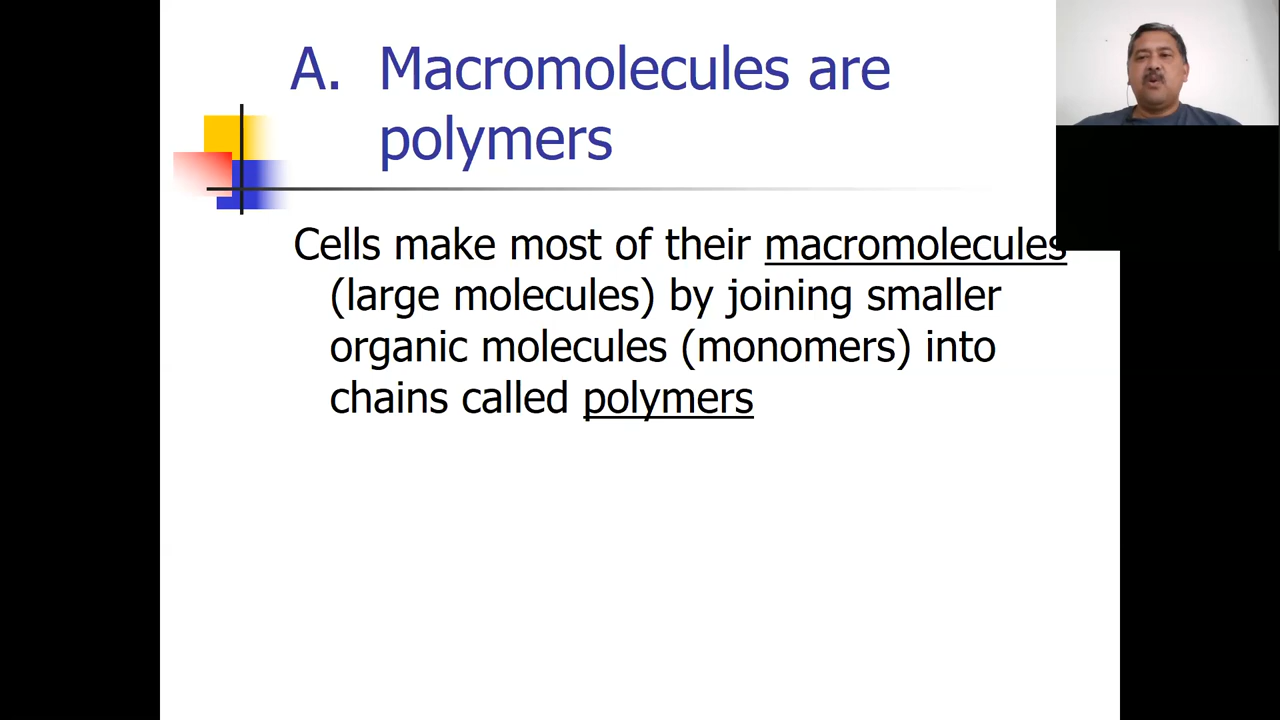 A. Macromolecules are
polymers
Cells make most of their macromolecules
(large molecules) by joining smaller
organic molecules (monomers) into
chains called polymers